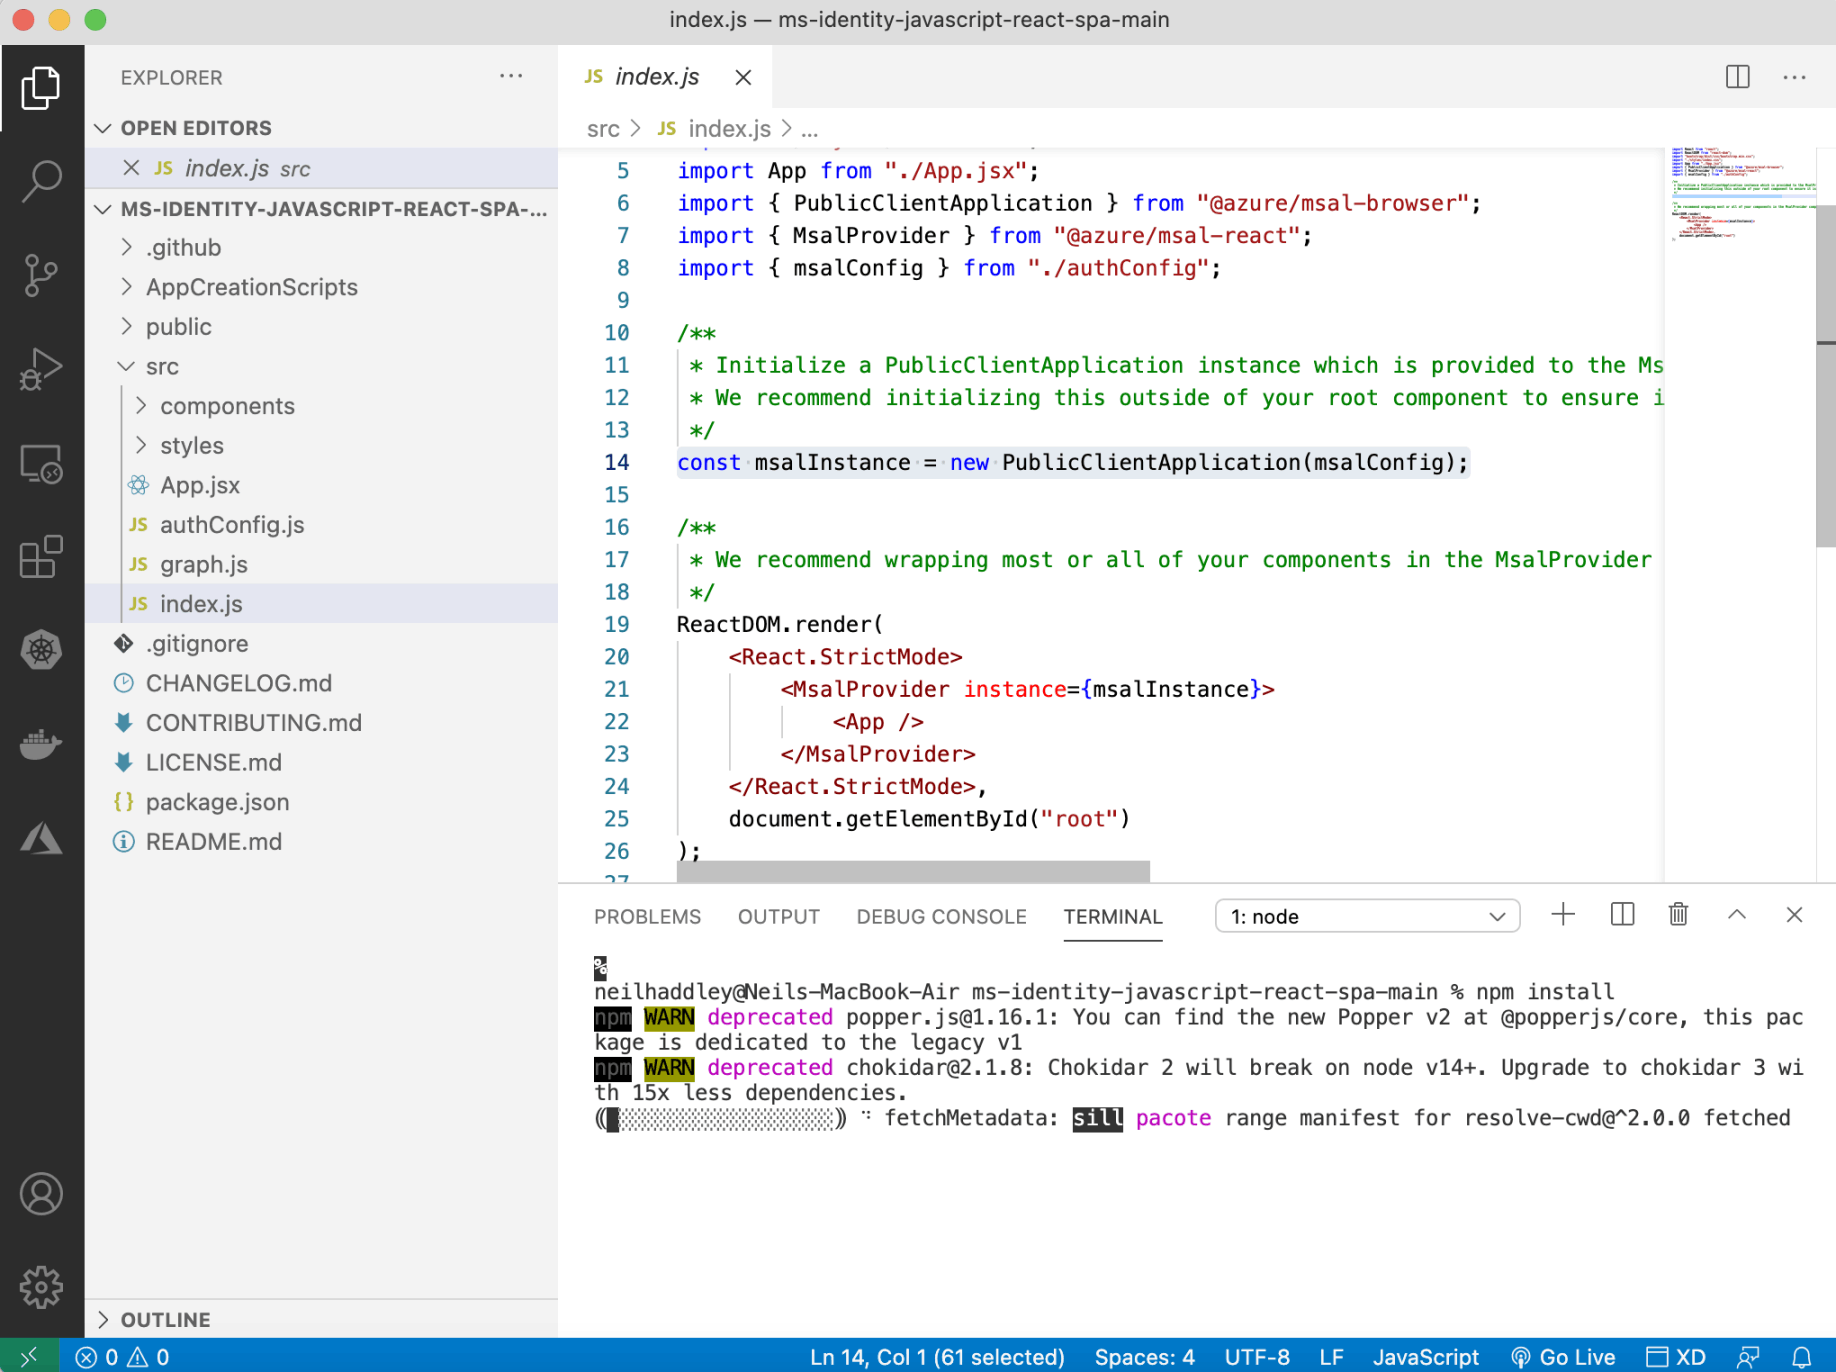 index.js — ms-identity-javascript-react-spa-main
EXPLORER
OPEN EDITORS
JS index.js src
MS-IDENTITY-JAVASCRIPT-REACT-SPA-...
.github
AppCreationScripts
public
src
components
styles
App.jsx
JS authConfig.js
JS graph.js
JS index.js
.gitignore
CHANGELOG.md
CONTRIBUTING.md
LICENSE.md
{} package.json
README.md
OUTLINE
JS index.js
src > JS index.js > ...
5 import App from "./App.jsx";
6 import { PublicClientApplication } from "@azure/msal-browser";
7 import { MsalProvider } from "@azure/msal-react";
8 import { msalConfig } from "./authConfig";
9
10 /**
11 * Initialize a PublicClientApplication instance which is provided to the Ms
12 * We recommend initializing this outside of your root component to ensure i
13 */
14 const msalInstance = new PublicClientApplication(msalConfig);
15
16 /**
17 * We recommend wrapping most or all of your components in the MsalProvider
18 */
19 ReactDOM.render(
20 <React.StrictMode>
21 <MsalProvider instance={msalInstance}>
22 <App />
23 </MsalProvider>
24 </React.StrictMode>,
25 document.getElementById("root")
26 );
27
PROBLEMS OUTPUT DEBUG CONSOLE TERMINAL 1: node
%
neilhaddley@Neils-MacBook-Air ms-identity-javascript-react-spa-main % npm install
npm WARN deprecated popper.js@1.16.1: You can find the new Popper v2 at @popperjs/core, this pac
kage is dedicated to the legacy v1
npm WARN deprecated chokidar@2.1.8: Chokidar 2 will break on node v14+. Upgrade to chokidar 3 wi
th 15x less dependencies.
(█░░░░░░░░░░░░░░░░░) ⠙ fetchMetadata: sill pacote range manifest for resolve-cwd@^2.0.0 fetched
0 0 Ln 14, Col 1 (61 selected) Spaces: 4 UTF-8 LF JavaScript Go Live XD